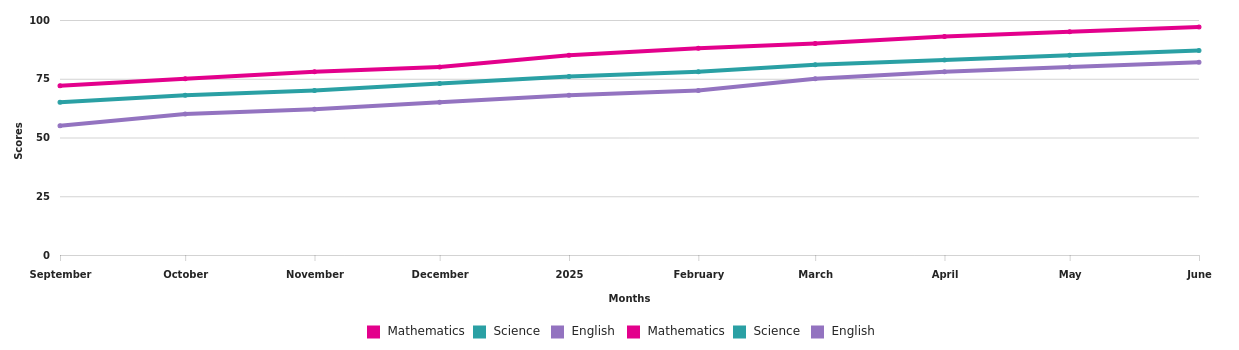 100
75
50
25
0
Scores
September October November December 2025 February March April May June
Months
Mathematics Science English Mathematics Science English